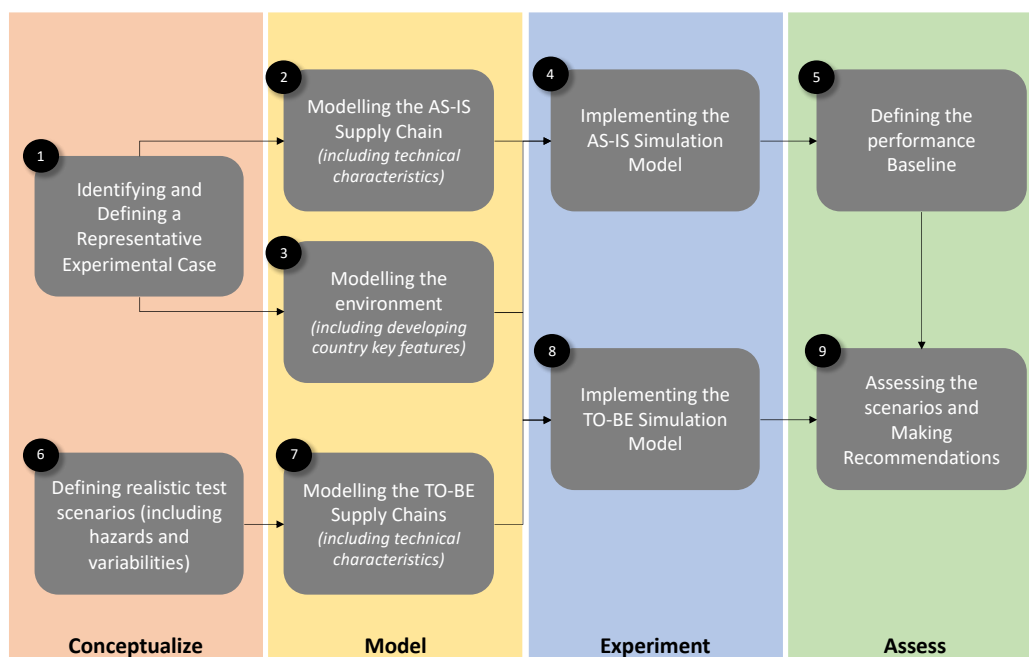 1
Identifying and
Defining a
Representative
Experimental Case
2
Modelling the AS-IS
Supply Chain
(including technical
characteristics)
3
Modelling the
environment
(including developing
country key features)
4
Implementing the
AS-IS Simulation
Model
5
Defining the
performance
Baseline
6
Defining realistic test
scenarios (including
hazards and
variabilities)
7
Modelling the TO-BE
Supply Chains
(including technical
characteristics)
8
Implementing the
TO-BE Simulation
Model
9
Assessing the
scenarios and
Making
Recommendations
Conceptualize
Model
Experiment
Assess